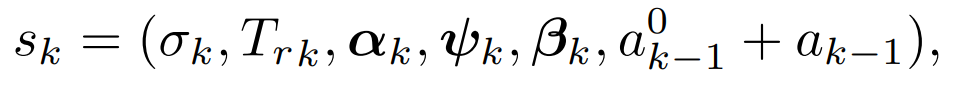 s_k = (σ_k, T_{rk}, α_k, ψ_k, β_k, a^0_{k−1} + a_{k−1}),